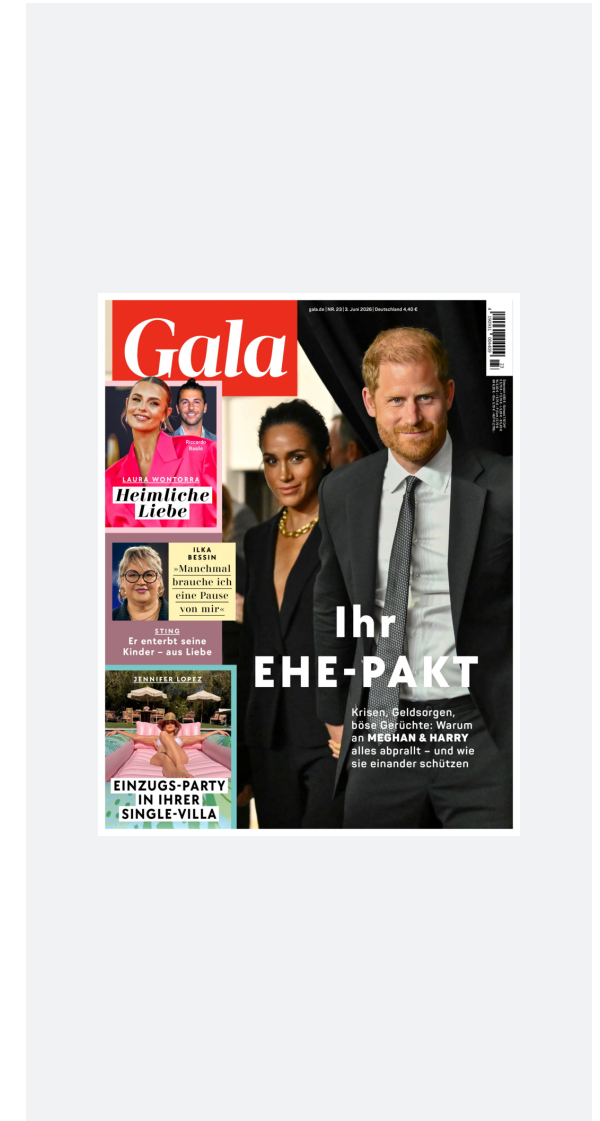 gala.de | NR. 23 | 3. Juni 2026 | Deutschland 4,40 €
Gala
Riccardo
Basile
LAURA WONTORRA
Heimliche
Liebe
ILKA
BESSIN
»Manchmal
brauche ich
eine Pause
von mir«
STING
Er enterbt seine
Kinder – aus Liebe
JENNIFER LOPEZ
EINZUGS-PARTY
IN IHRER
SINGLE-VILLA
Ihr
EHE-PAKT
Krisen, Geldsorgen,
böse Gerüchte: Warum
an MEGHAN & HARRY
alles abprallt – und wie
sie einander schützen